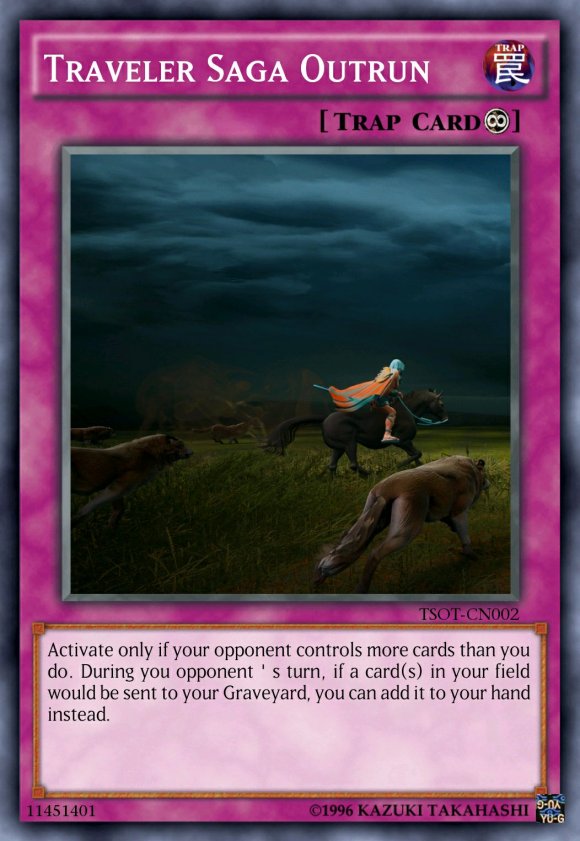 TRAVELER SAGA OUTRUN
TRAP
罠
[TRAP CARD]
TSOT-CN002
Activate only if your opponent controls more cards than you
do. During you opponent ' s turn, if a card(s) in your field
would be sent to your Graveyard, you can add it to your hand
instead.
11451401
©1996 KAZUKI TAKAHASHI